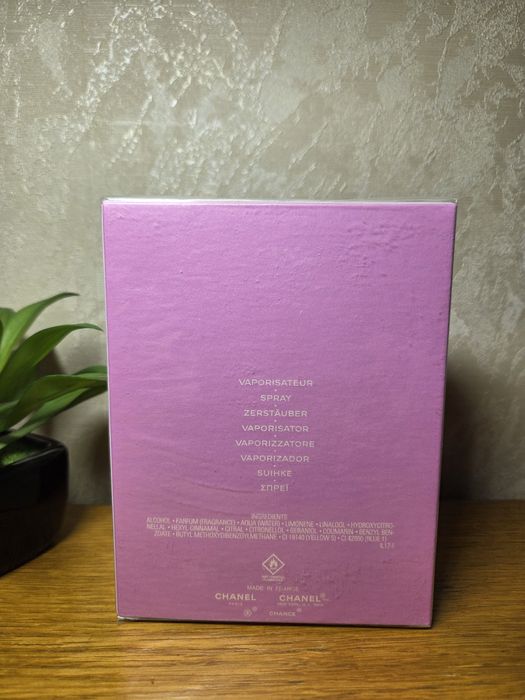 VAPORISATEUR
SPRAY
ZERSTÄUBER
VAPORISATOR
VAPORIZZATORE
VAPORIZADOR
SUIHKE
ΣΠΡΕΪ
INGREDIENTS
ALCOHOL • PARFUM (FRAGRANCE) • AQUA (WATER) • LIMONENE • LINALOOL • HYDROXYCITRO-
NELLAL • HEXYL CINNAMAL • CITRAL • CITRONELLOL • GERANIOL • COUMARIN • BENZYL BEN-
ZOATE • BUTYL METHOXYDIBENZOYLMETHANE • CI 19140 (YELLOW 5) • CI 42090 (BLUE 1)
MADE IN FRANCE
CHANEL CHANEL
PARIS
® CHANCE ®